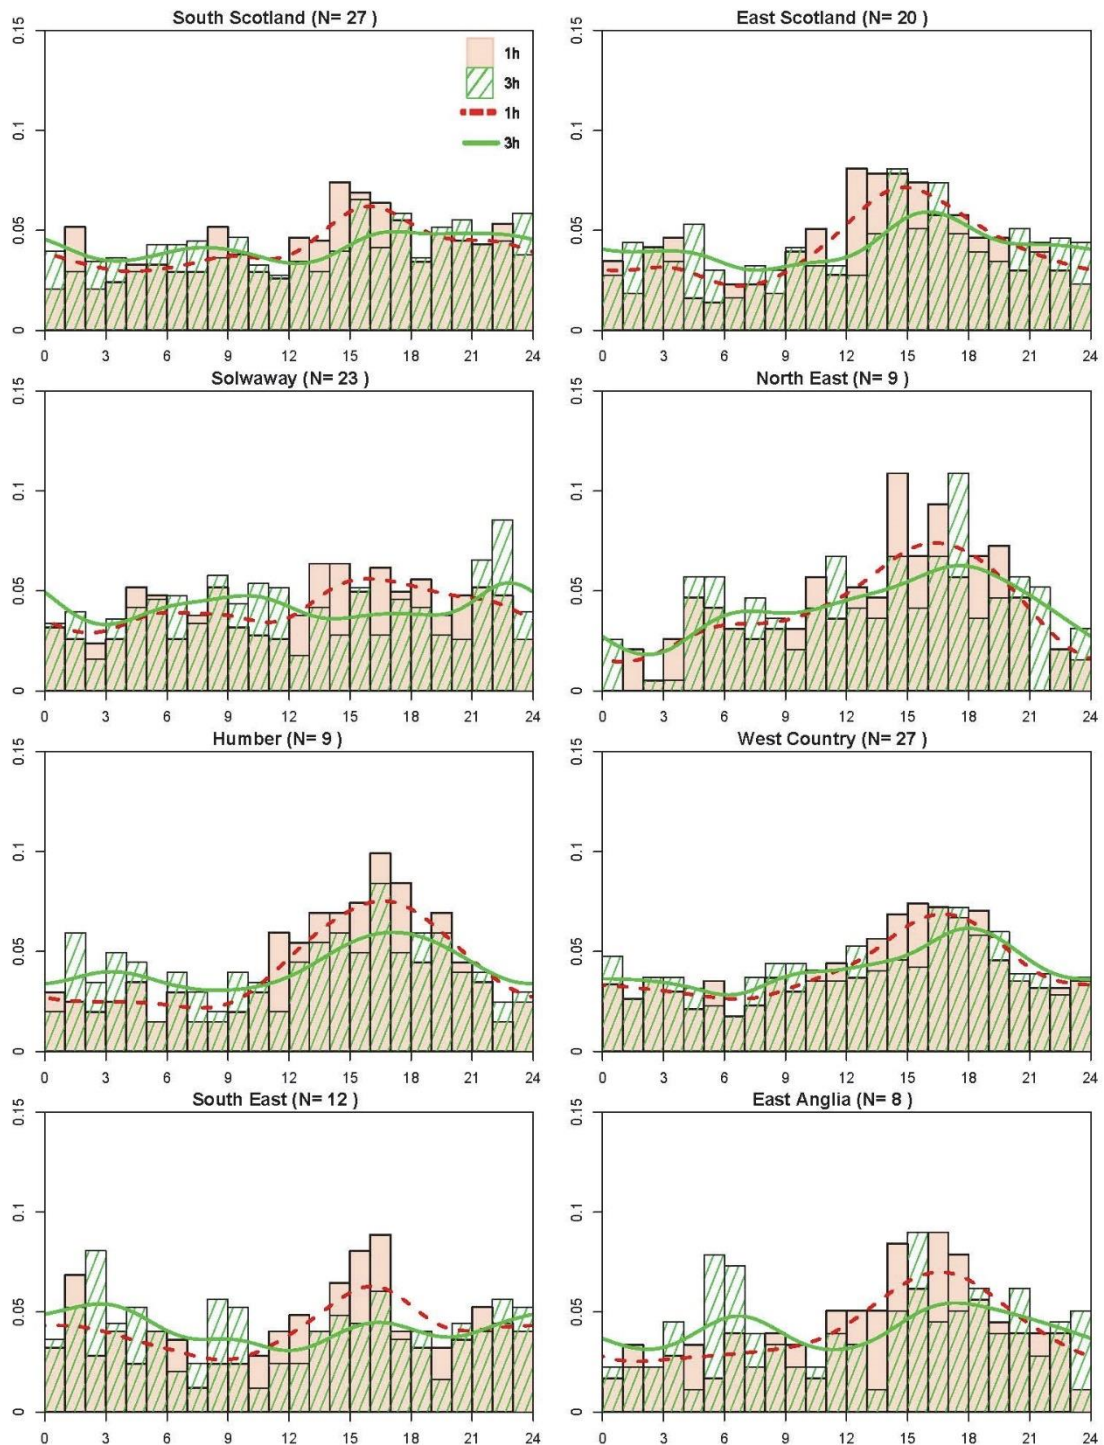 South Scotland (N= 27 )
0.15
0.1
0.05
0
1h
3h
1h
3h
0 3 6 9 12 15 18 21 24
East Scotland (N= 20 )
0.15
0.1
0.05
0
0 3 6 9 12 15 18 21 24
Solwaway (N= 23 )
0.15
0.1
0.05
0
0 3 6 9 12 15 18 21 24
North East (N= 9 )
0.15
0.1
0.05
0
0 3 6 9 12 15 18 21 24
Humber (N= 9 )
0.15
0.1
0.05
0
0 3 6 9 12 15 18 21 24
West Country (N= 27 )
0.15
0.1
0.05
0
0 3 6 9 12 15 18 21 24
South East (N= 12 )
0.15
0.1
0.05
0
0 3 6 9 12 15 18 21 24
East Anglia (N= 8 )
0.15
0.1
0.05
0
0 3 6 9 12 15 18 21 24